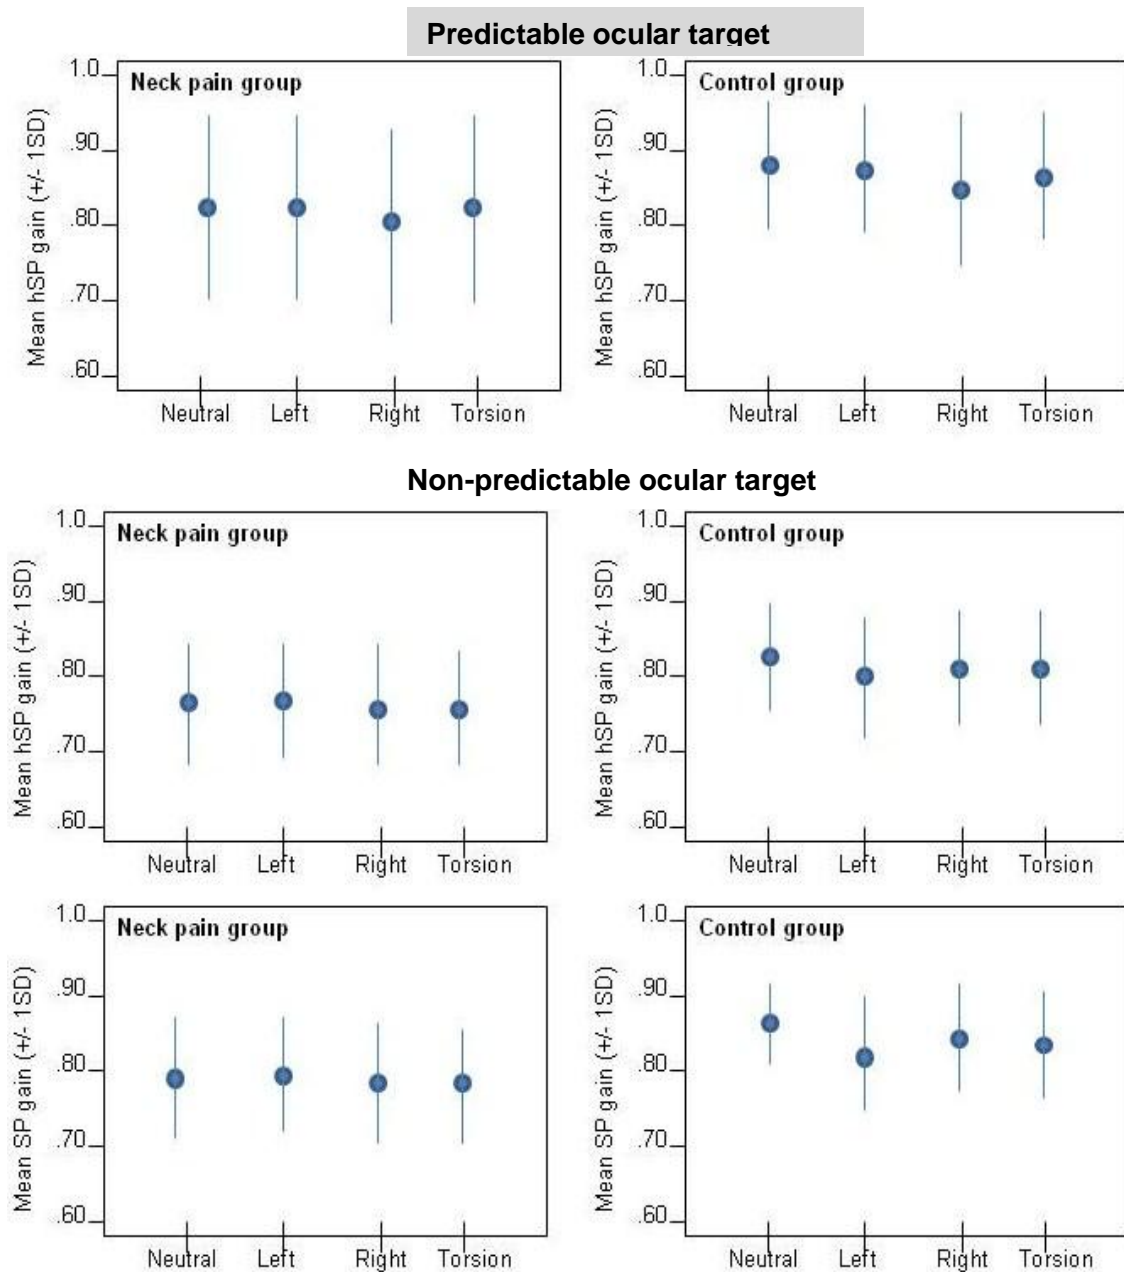 Predictable ocular target
Neck pain group
Mean hSP gain (+/- 1SD)
1.0
.90
.80
.70
.60
Neutral Left Right Torsion
Control group
Mean hSP gain (+/- 1SD)
1.0
.90
.80
.70
.60
Neutral Left Right Torsion
Non-predictable ocular target
Neck pain group
Mean hSP gain (+/- 1SD)
1.0
.90
.80
.70
.60
Neutral Left Right Torsion
Control group
Mean hSP gain (+/- 1SD)
1.0
.90
.80
.70
.60
Neutral Left Right Torsion
Neck pain group
Mean SP gain (+/- 1SD)
1.0
.90
.80
.70
.60
Neutral Left Right Torsion
Control group
Mean SP gain (+/- 1SD)
1.0
.90
.80
.70
.60
Neutral Left Right Torsion